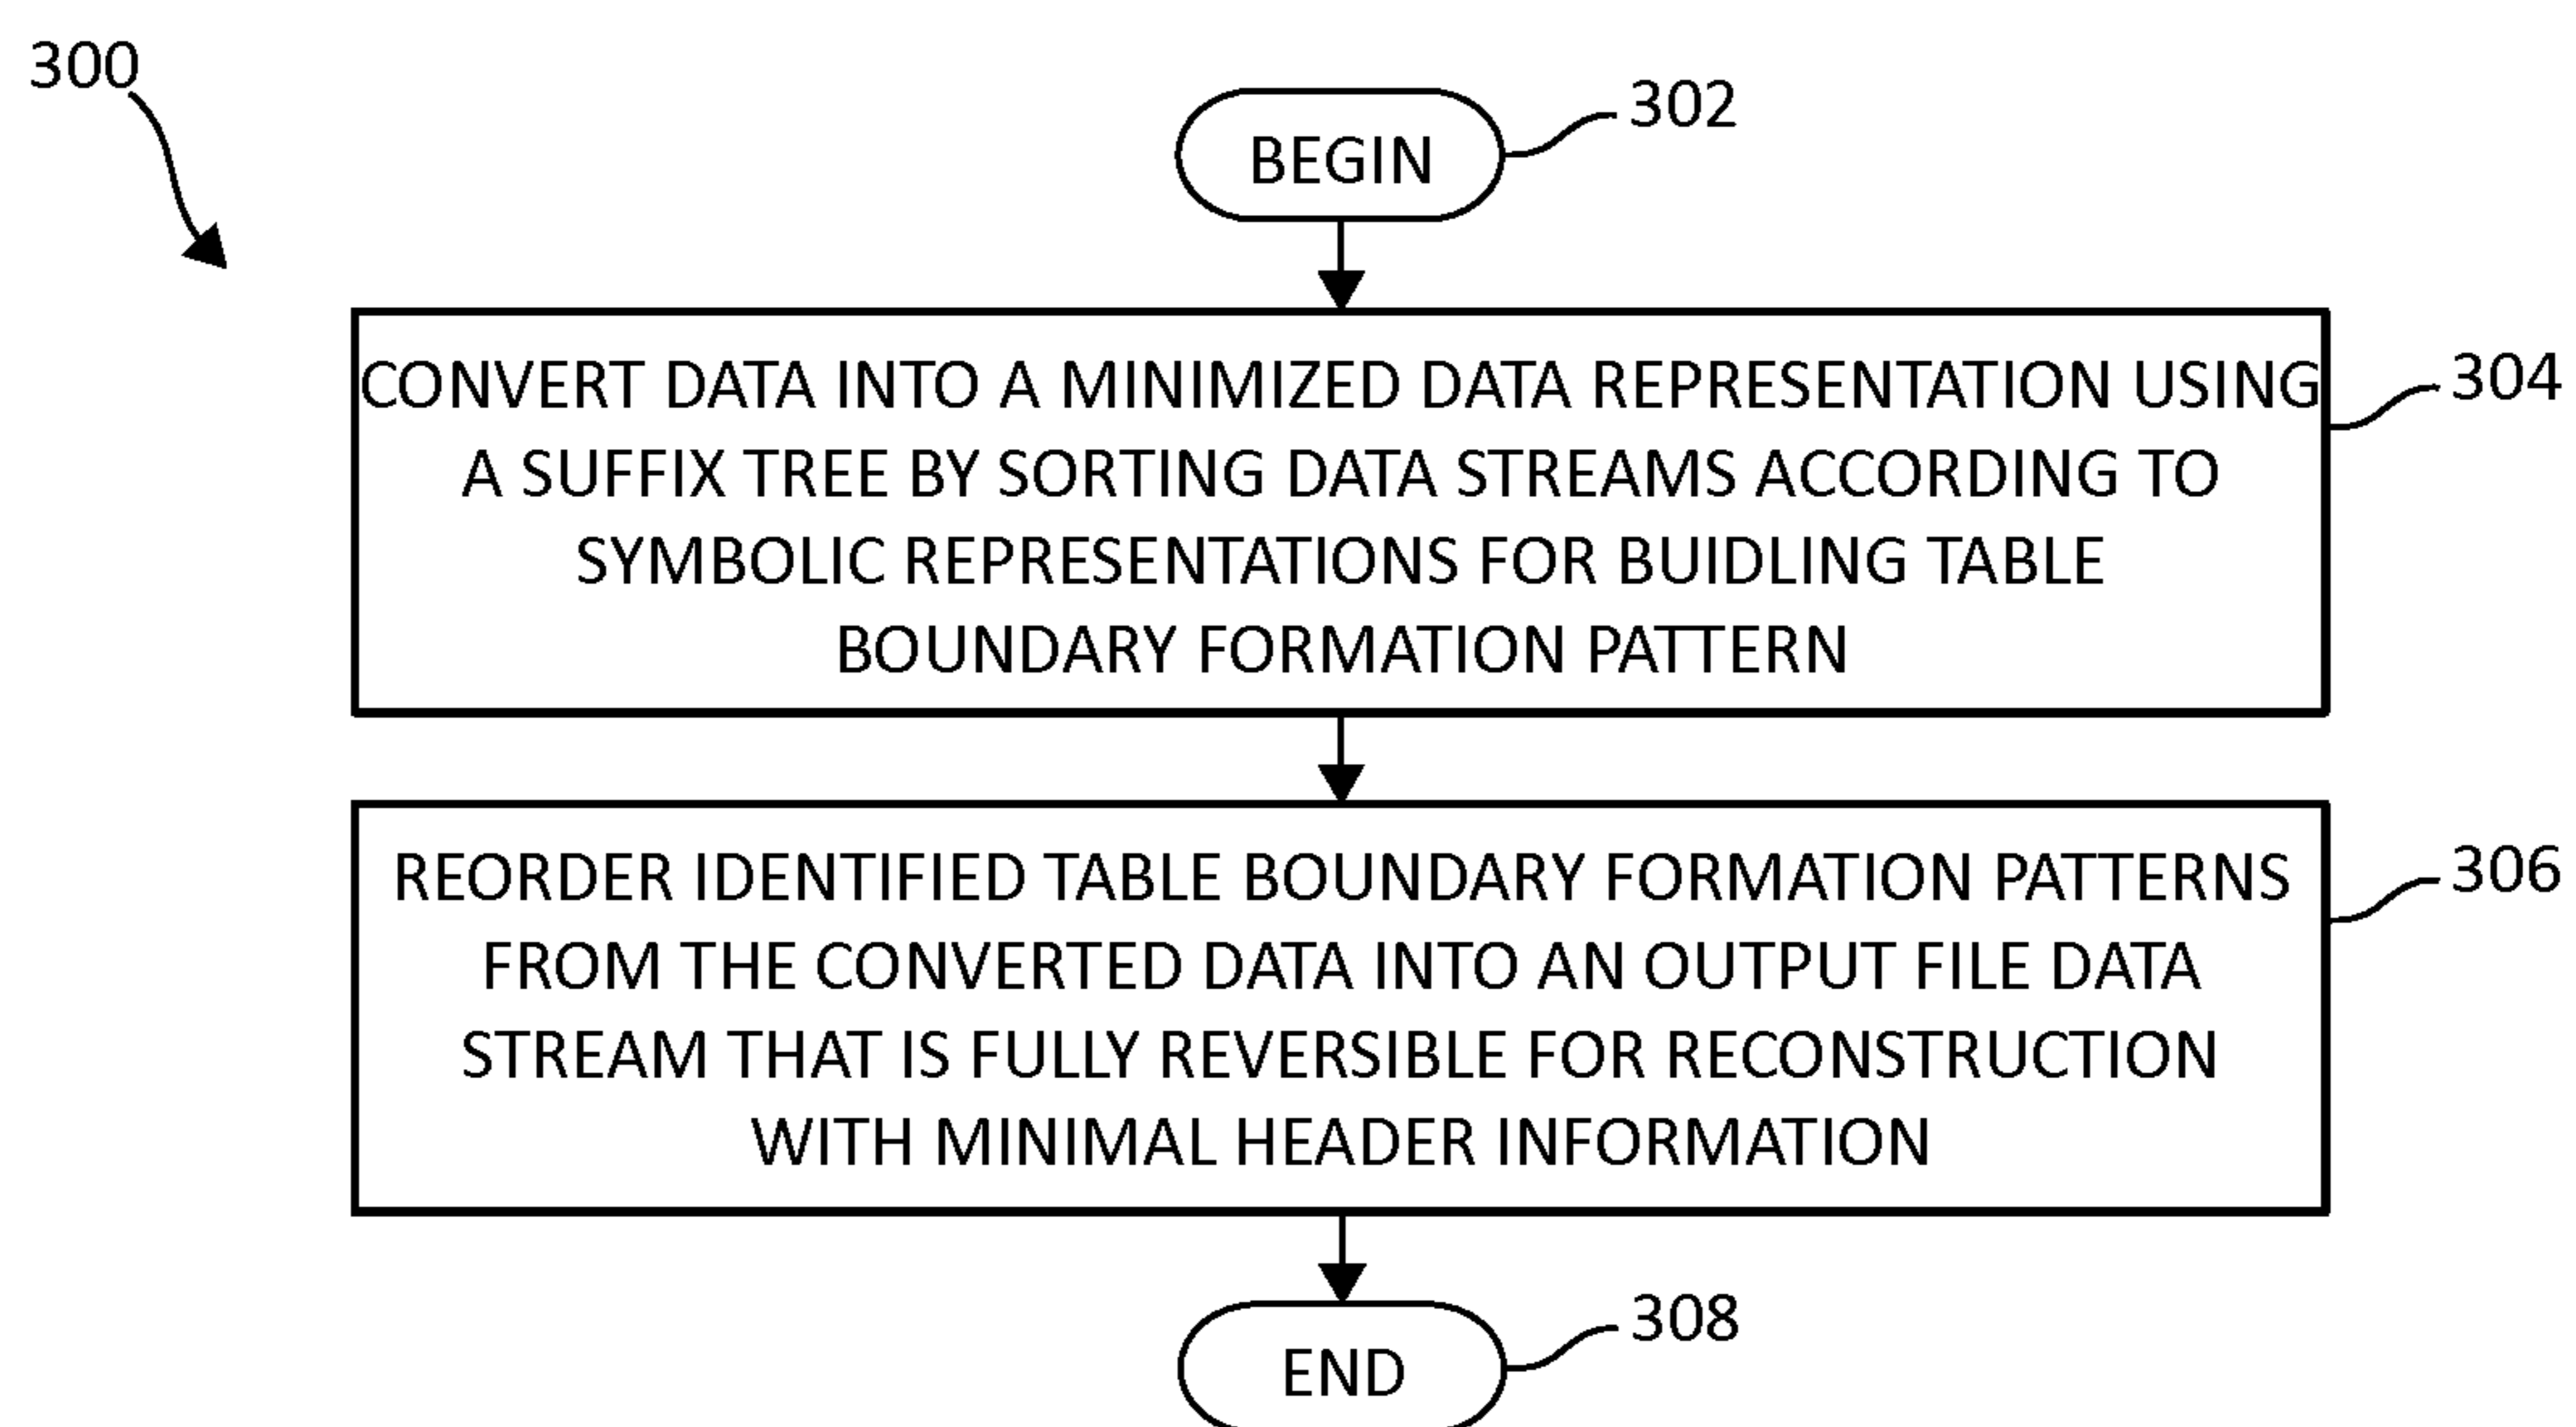 300
BEGIN
302
CONVERT DATA INTO A MINIMIZED DATA REPRESENTATION USING
A SUFFIX TREE BY SORTING DATA STREAMS ACCORDING TO
SYMBOLIC REPRESENTATIONS FOR BUIDLING TABLE
BOUNDARY FORMATION PATTERN
304
REORDER IDENTIFIED TABLE BOUNDARY FORMATION PATTERNS
FROM THE CONVERTED DATA INTO AN OUTPUT FILE DATA
STREAM THAT IS FULLY REVERSIBLE FOR RECONSTRUCTION
WITH MINIMAL HEADER INFORMATION
306
END
308